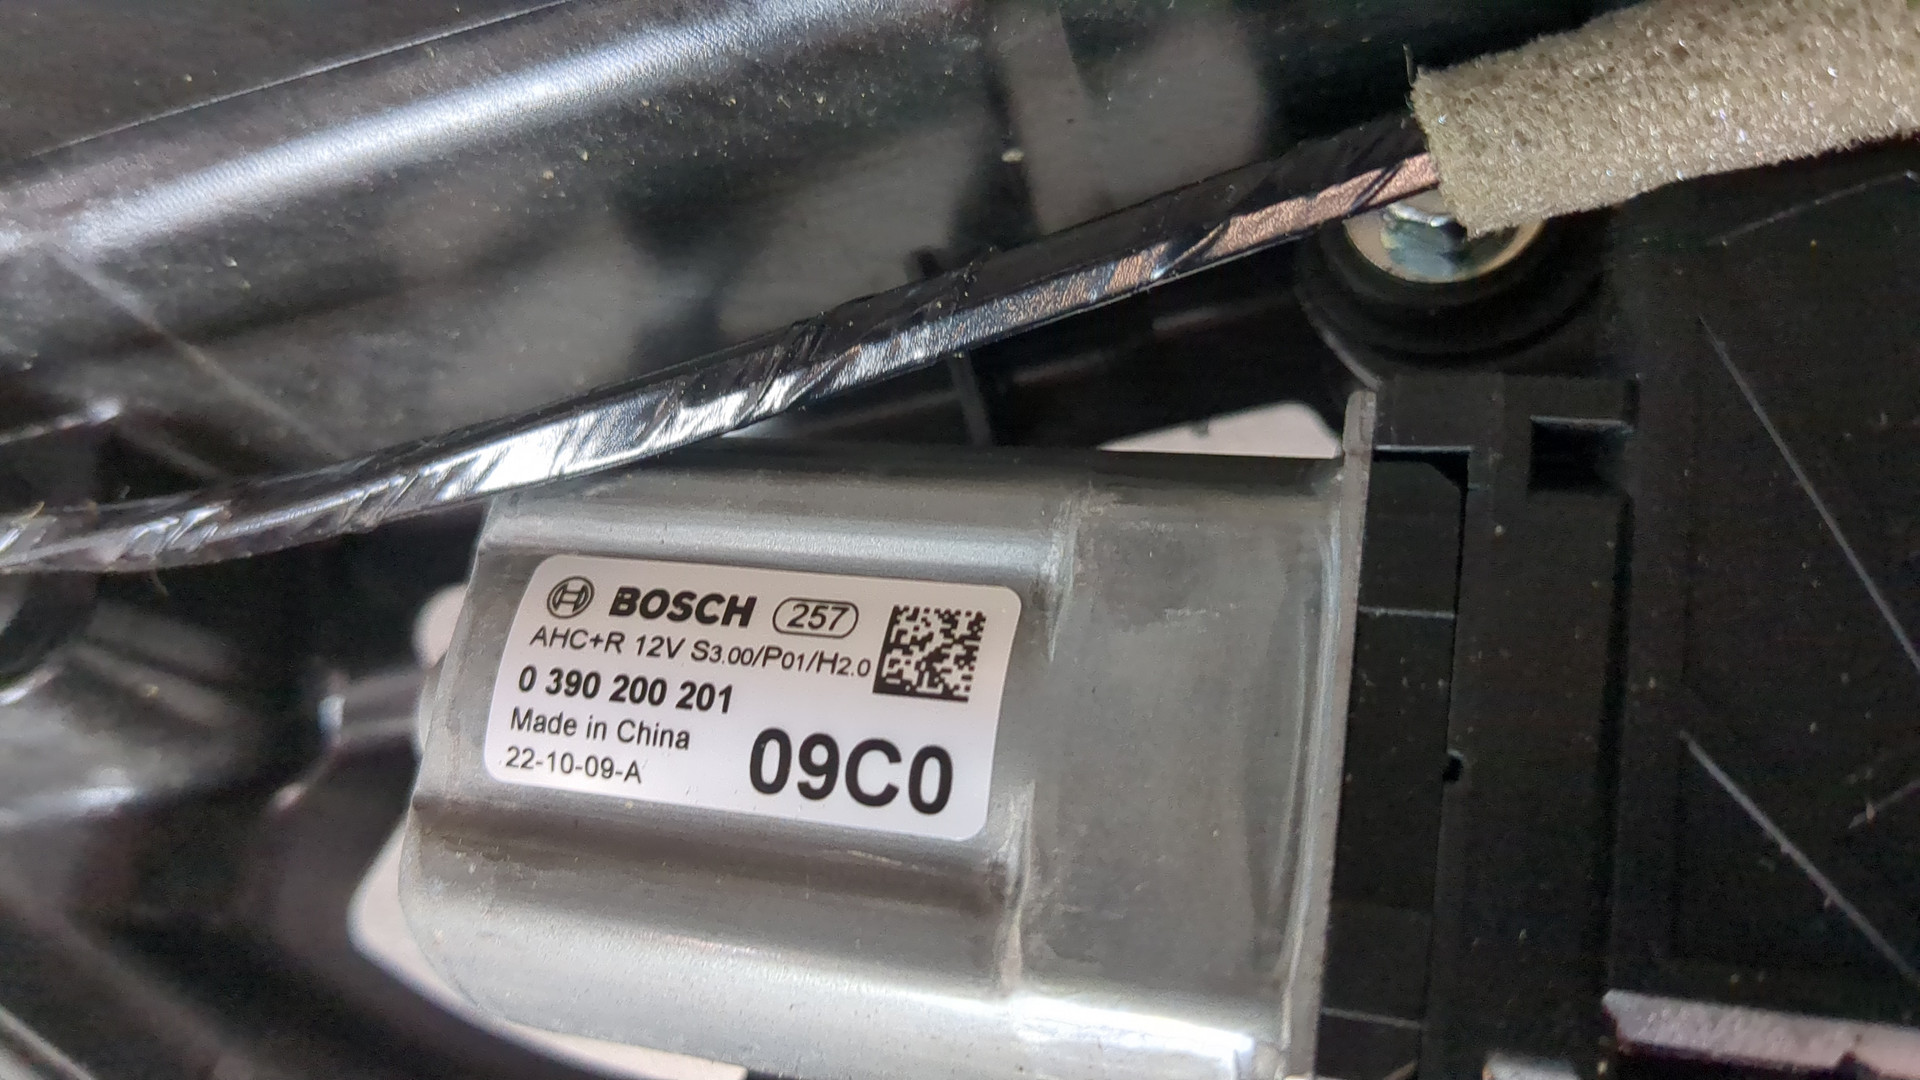 BOSCH 257
AHC+R 12V S3.00/P01/H2.0
0 390 200 201
Made in China
22-10-09-A
09C0